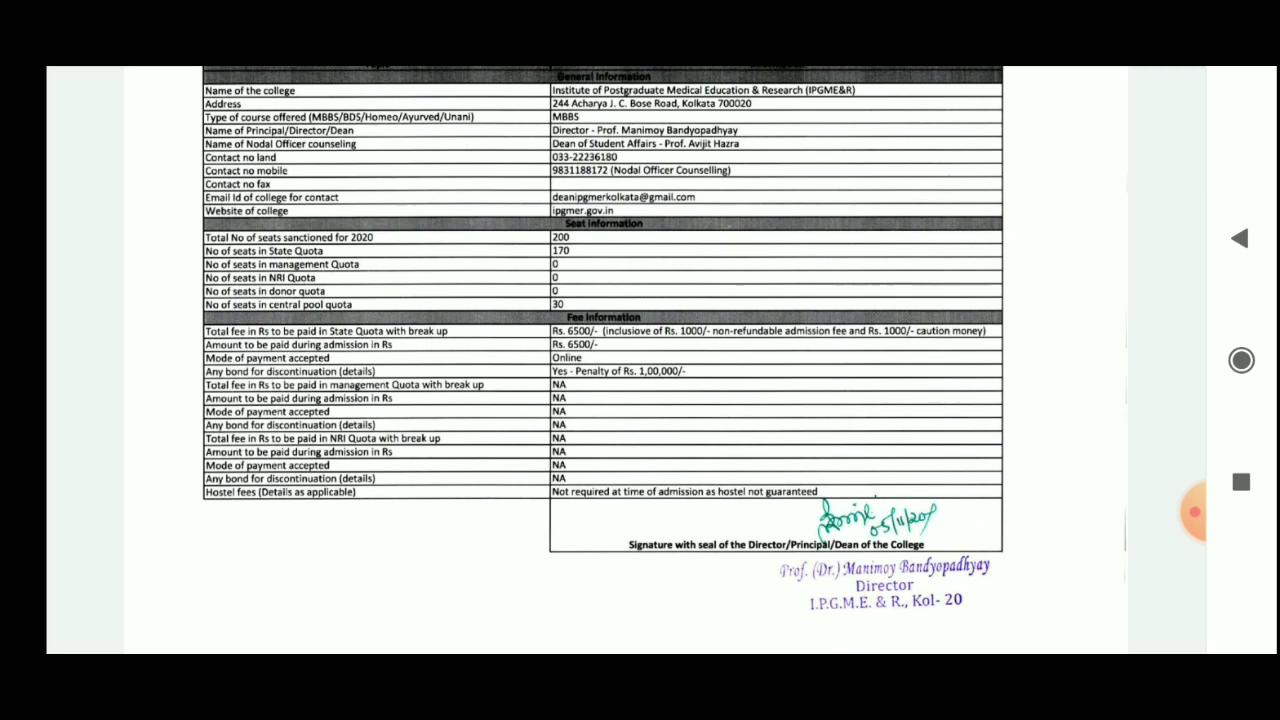 General Information
Name of the college Institute of Postgraduate Medical Education & Research (IPGME&R)
Address 244 Acharya J. C. Bose Road, Kolkata 700020
Type of course offered (MBBS/BDS/Homeo/Ayurved/Unani) MBBS
Name of Principal/Director/Dean Director - Prof. Manimoy Bandyopadhyay
Name of Nodal Officer counseling Dean of Student Affairs - Prof. Avijit Hazra
Contact no land 033-22236180
Contact no mobile 9831188172 (Nodal Officer Counselling)
Contact no fax
Email Id of college for contact deanipgmerkolkata@gmail.com
Website of college ipgmer.gov.in
Seat Information
Total No of seats sanctioned for 2020 200
No of seats in State Quota 170
No of seats in management Quota 0
No of seats in NRI Quota 0
No of seats in donor quota 0
No of seats in central pool quota 30
Fee Information
Total fee in Rs to be paid in State Quota with break up Rs. 6500/- (inclusiove of Rs. 1000/- non-refundable admission fee and Rs. 1000/- caution money)
Amount to be paid during admission in Rs Rs. 6500/-
Mode of payment accepted Online
Any bond for discontinuation (details) Yes - Penalty of Rs. 1,00,000/-
Total fee in Rs to be paid in management Quota with break up NA
Amount to be paid during admission in Rs NA
Mode of payment accepted NA
Any bond for discontinuation (details) NA
Total fee in Rs to be paid in NRI Quota with break up NA
Amount to be paid during admission in Rs NA
Mode of payment accepted NA
Any bond for discontinuation (details) NA
Hostel fees (Details as applicable) Not required at time of admission as hostel not guaranteed
05/11/20
Signature with seal of the Director/Principal/Dean of the College
Prof. (Dr.) Manimoy Bandyopadhyay
Director
I.P.G.M.E. & R., Kol- 20